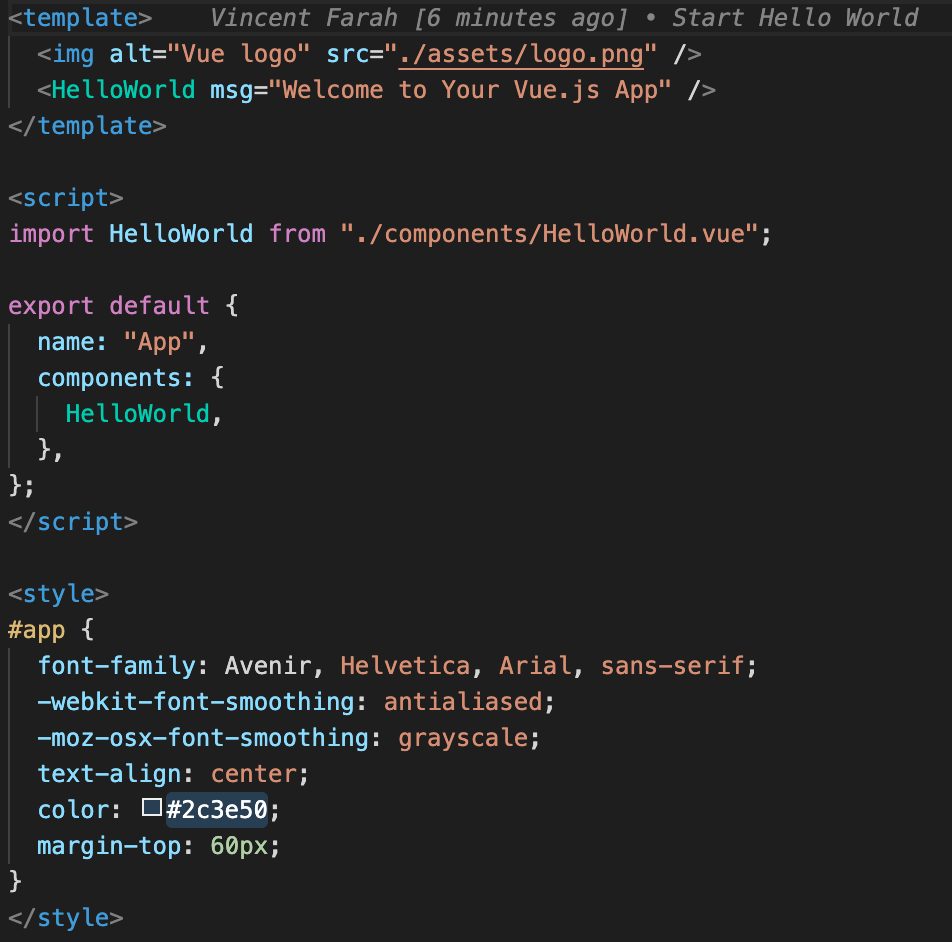 <template>    Vincent Farah [6 minutes ago] • Start Hello World
  <img alt="Vue logo" src="./assets/logo.png" />
  <HelloWorld msg="Welcome to Your Vue.js App" />
</template>

<script>
import HelloWorld from "./components/HelloWorld.vue";

export default {
  name: "App",
  components: {
    HelloWorld,
  },
};
</script>

<style>
#app {
  font-family: Avenir, Helvetica, Arial, sans-serif;
  -webkit-font-smoothing: antialiased;
  -moz-osx-font-smoothing: grayscale;
  text-align: center;
  color: #2c3e50;
  margin-top: 60px;
}
</style>